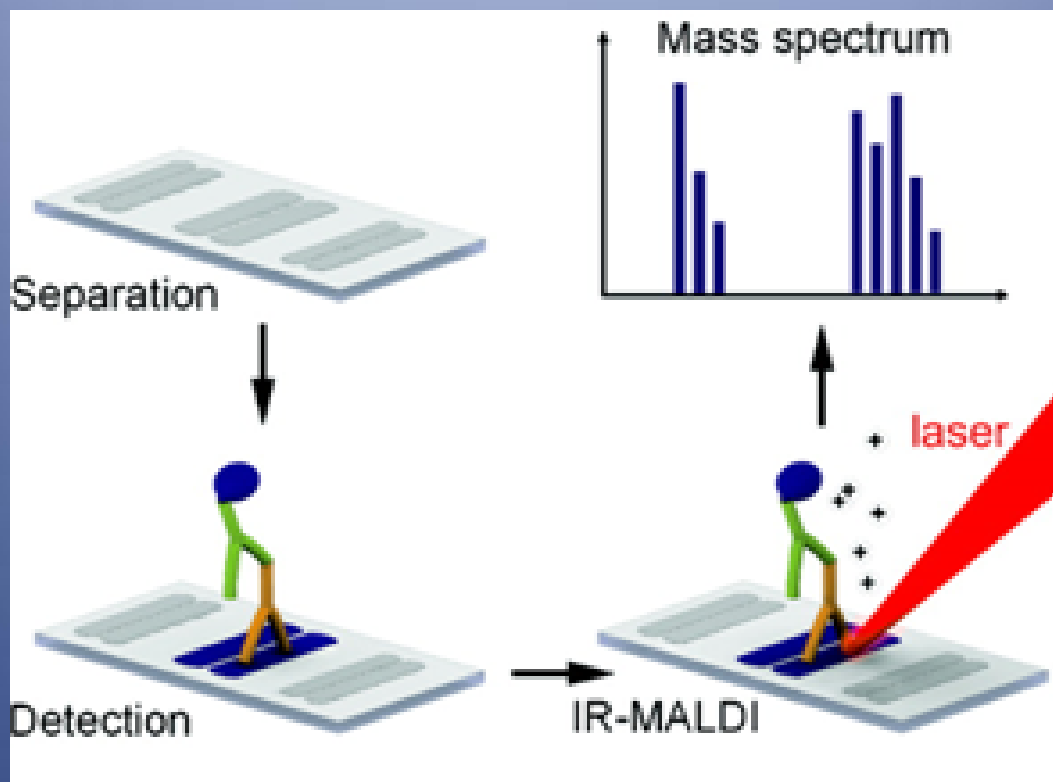 Mass spectrum
Separation
laser
Detection
IR-MALDI